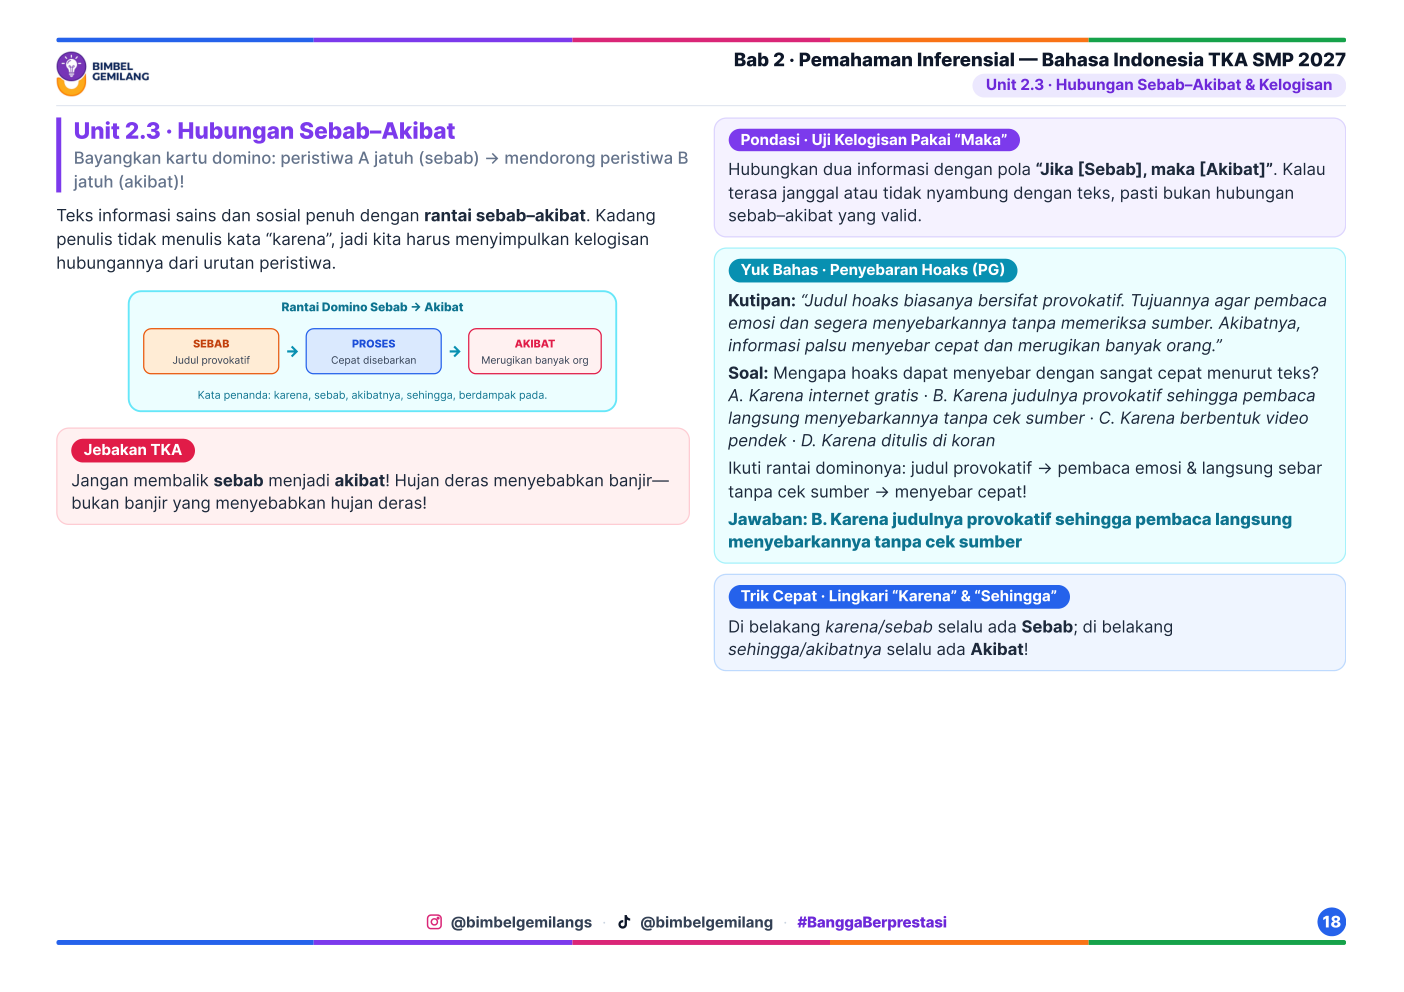 BIMBEL
GEMILANG
Bab 2 · Pemahaman Inferensial — Bahasa Indonesia TKA SMP 2027
Unit 2.3 · Hubungan Sebab–Akibat & Kelogisan
Unit 2.3 · Hubungan Sebab–Akibat
Bayangkan kartu domino: peristiwa A jatuh (sebab) → mendorong peristiwa B
jatuh (akibat)!
Teks informasi sains dan sosial penuh dengan rantai sebab–akibat. Kadang
penulis tidak menulis kata “karena”, jadi kita harus menyimpulkan kelogisan
hubungannya dari urutan peristiwa.
Rantai Domino Sebab → Akibat
SEBAB
Judul provokatif
→
PROSES
Cepat disebarkan
→
AKIBAT
Merugikan banyak org
Kata penanda: karena, sebab, akibatnya, sehingga, berdampak pada.
Jebakan TKA
Jangan membalik sebab menjadi akibat! Hujan deras menyebabkan banjir—
bukan banjir yang menyebabkan hujan deras!
Pondasi · Uji Kelogisan Pakai “Maka”
Hubungkan dua informasi dengan pola “Jika [Sebab], maka [Akibat]”. Kalau
terasa janggal atau tidak nyambung dengan teks, pasti bukan hubungan
sebab–akibat yang valid.
Yuk Bahas · Penyebaran Hoaks (PG)
Kutipan: “Judul hoaks biasanya bersifat provokatif. Tujuannya agar pembaca
emosi dan segera menyebarkannya tanpa memeriksa sumber. Akibatnya,
informasi palsu menyebar cepat dan merugikan banyak orang.”
Soal: Mengapa hoaks dapat menyebar dengan sangat cepat menurut teks?
A. Karena internet gratis · B. Karena judulnya provokatif sehingga pembaca
langsung menyebarkannya tanpa cek sumber · C. Karena berbentuk video
pendek · D. Karena ditulis di koran
Ikuti rantai dominonya: judul provokatif → pembaca emosi & langsung sebar
tanpa cek sumber → menyebar cepat!
Jawaban: B. Karena judulnya provokatif sehingga pembaca langsung
menyebarkannya tanpa cek sumber
Trik Cepat · Lingkari “Karena” & “Sehingga”
Di belakang karena/sebab selalu ada Sebab; di belakang
sehingga/akibatnya selalu ada Akibat!
@bimbelgemilangs · @bimbelgemilang · #BanggaBerprestasi
18